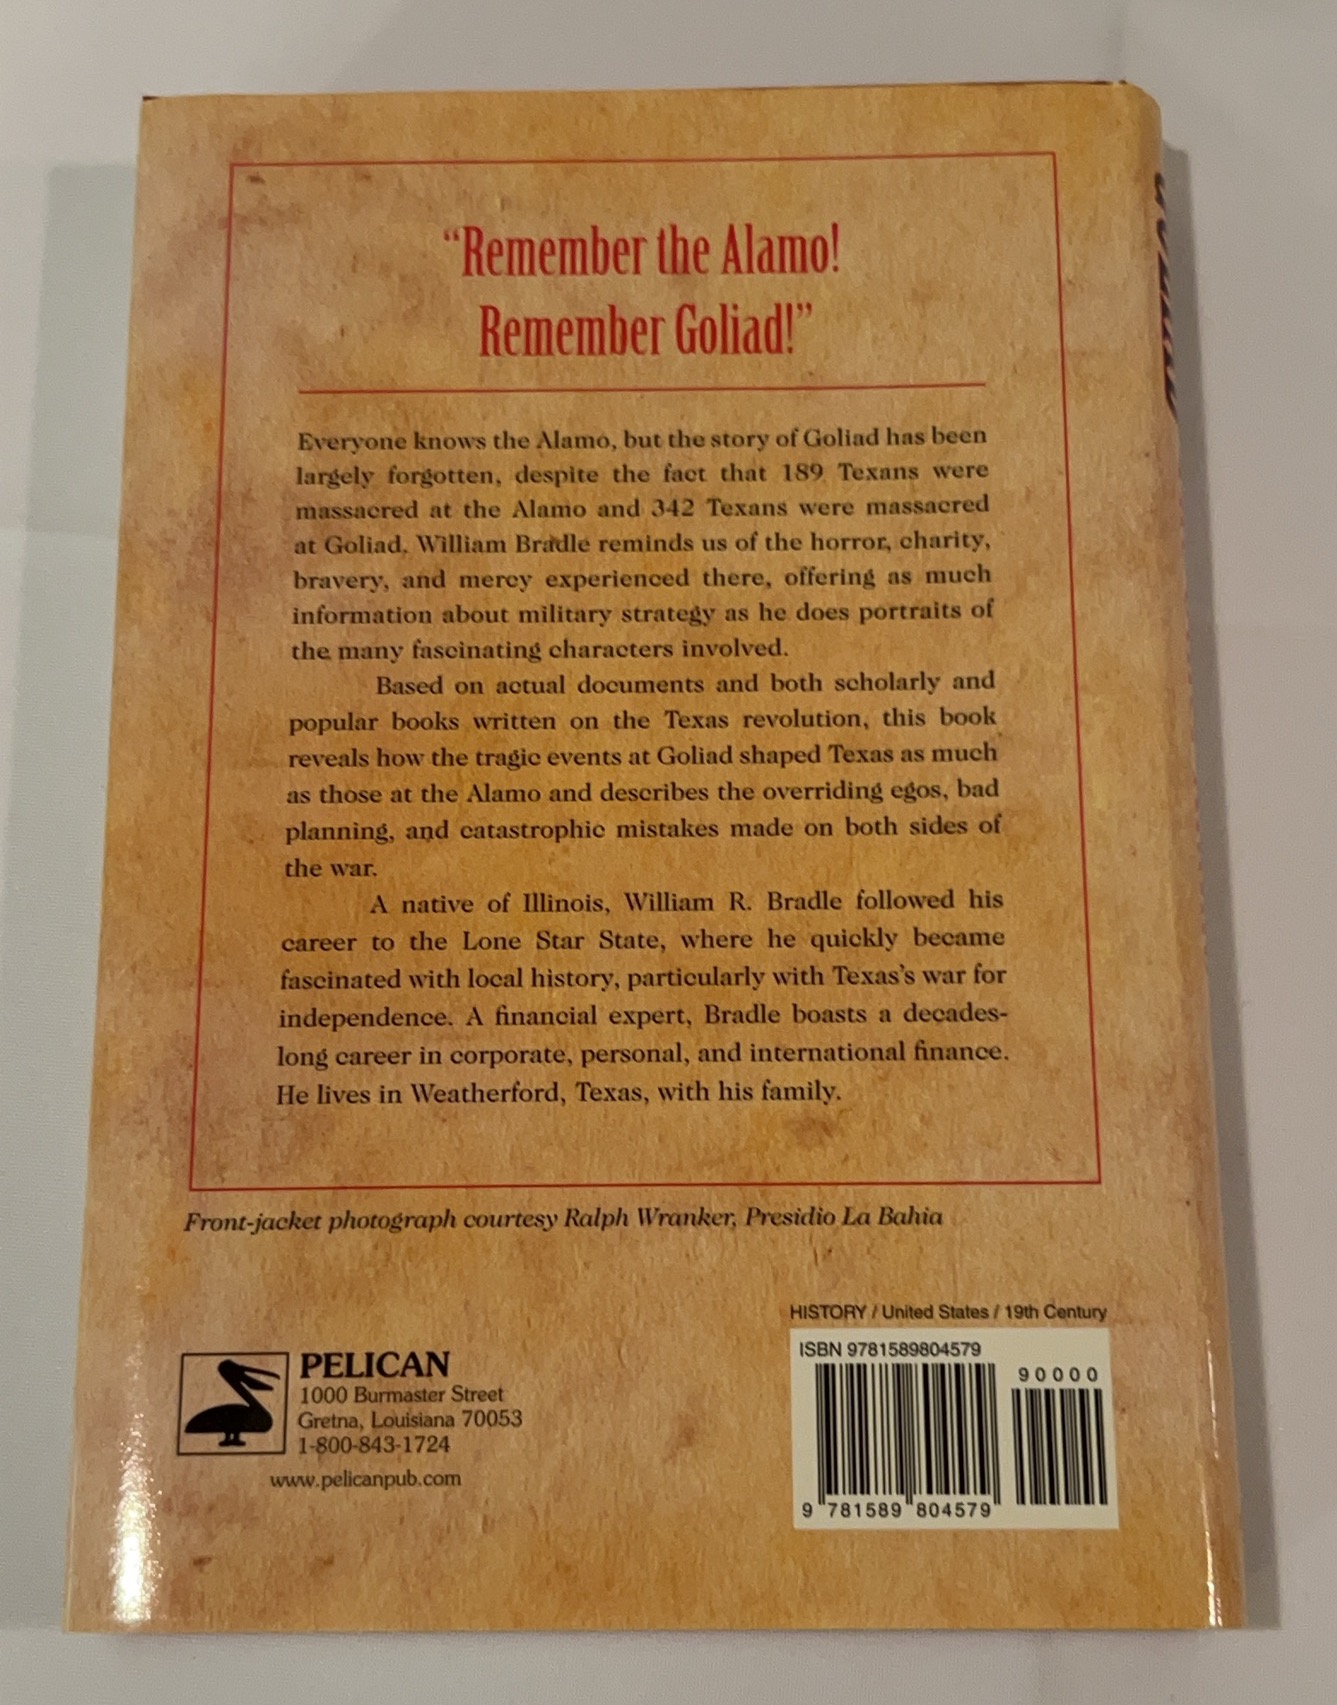 “Remember the Alamo!
Remember Goliad!”
Everyone knows the Alamo, but the story of Goliad has been
largely forgotten, despite the fact that 189 Texans were
massacred at the Alamo and 342 Texans were massacred
at Goliad. William Bradle reminds us of the horror, charity,
bravery, and mercy experienced there, offering as much
information about military strategy as he does portraits of
the many fascinating characters involved.
Based on actual documents and both scholarly and
popular books written on the Texas revolution, this book
reveals how the tragic events at Goliad shaped Texas as much
as those at the Alamo and describes the overriding egos, bad
planning, and catastrophic mistakes made on both sides of
the war.
A native of Illinois, William R. Bradle followed his
career to the Lone Star State, where he quickly became
fascinated with local history, particularly with Texas’s war for
independence. A financial expert, Bradle boasts a decades-
long career in corporate, personal, and international finance.
He lives in Weatherford, Texas, with his family.
Front-jacket photograph courtesy Ralph Wranker, Presidio La Bahia
HISTORY / United States / 19th Century
ISBN 9781589804579
90000
9 781589 804579
PELICAN
1000 Burmaster Street
Gretna, Louisiana 70053
1-800-843-1724
www.pelicanpub.com